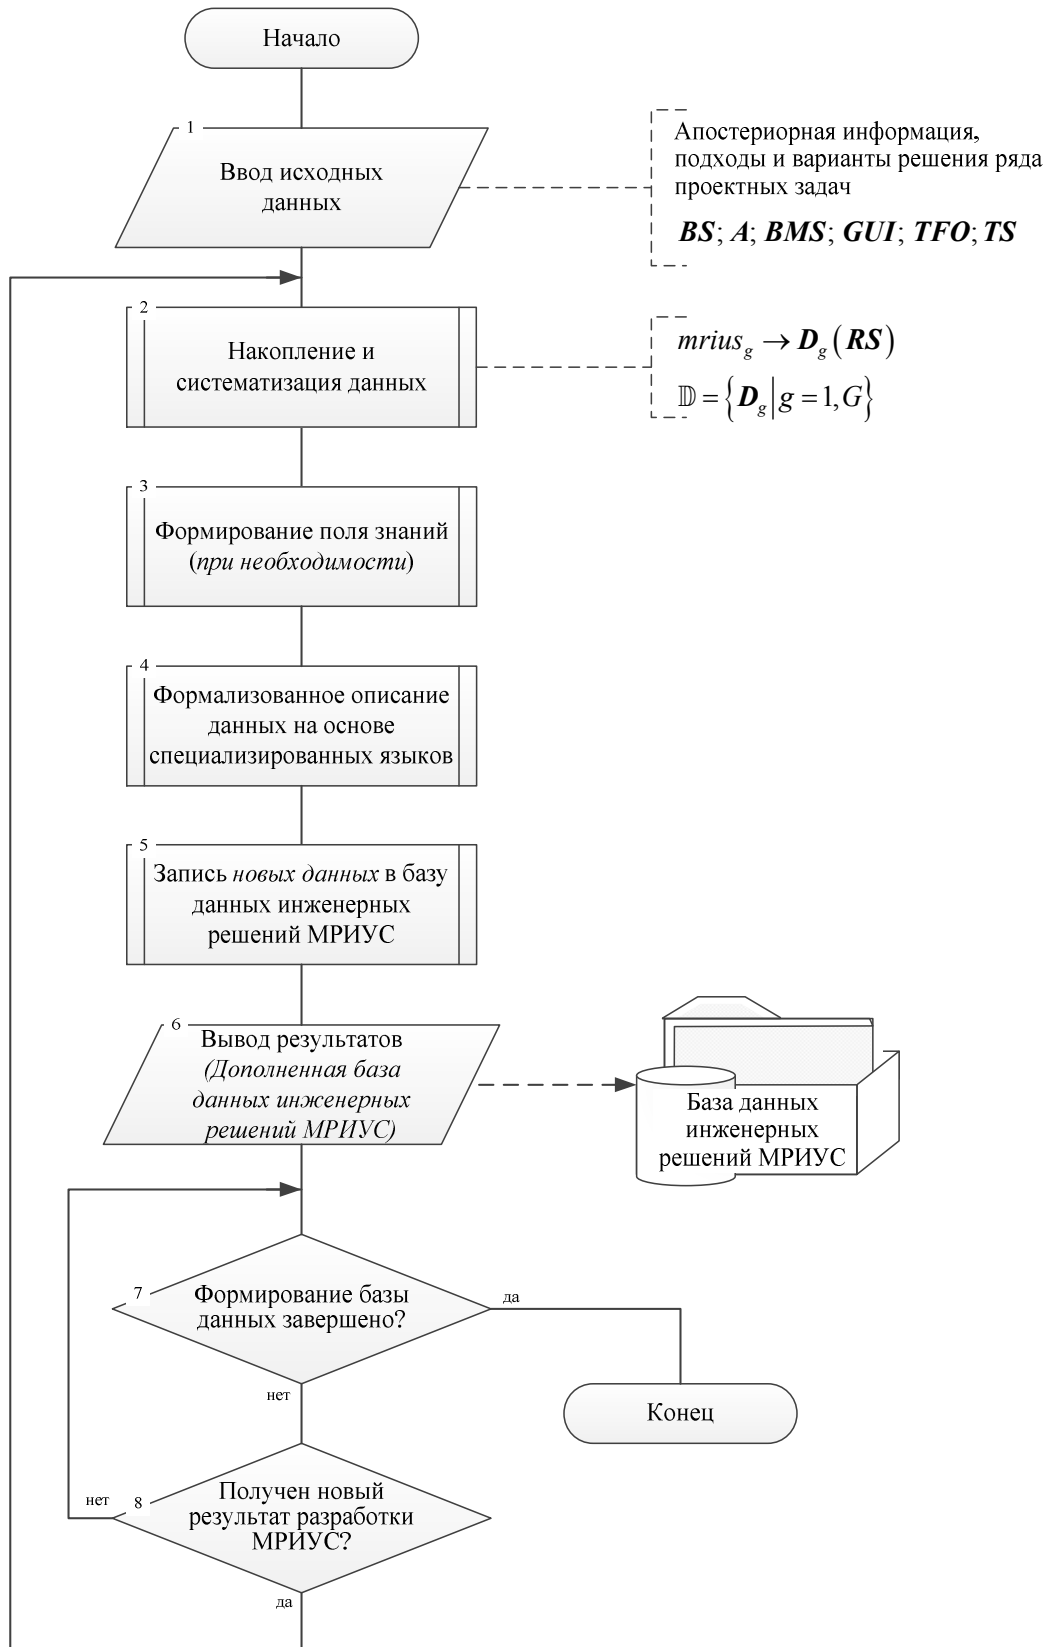 Начало
1
Ввод исходных
данных
Апостериорная информация,
подходы и варианты решения ряда
проектных задач
BS; A; BMS; GUI; TFO; TS
2
Накопление и
систематизация данных
mrius_g → D_g (RS)
𝔻 = {D_g | g = 1, G}
3
Формирование поля знаний
(при необходимости)
4
Формализованное описание
данных на основе
специализированных языков
5
Запись новых данных в базу
данных инженерных
решений МРИУС
6
Вывод результатов
(Дополненная база
данных инженерных
решений МРИУС)
База данных
инженерных
решений МРИУС
7
Формирование базы
данных завершено?
да
нет
Конец
8
Получен новый
результат разработки
МРИУС?
нет
да